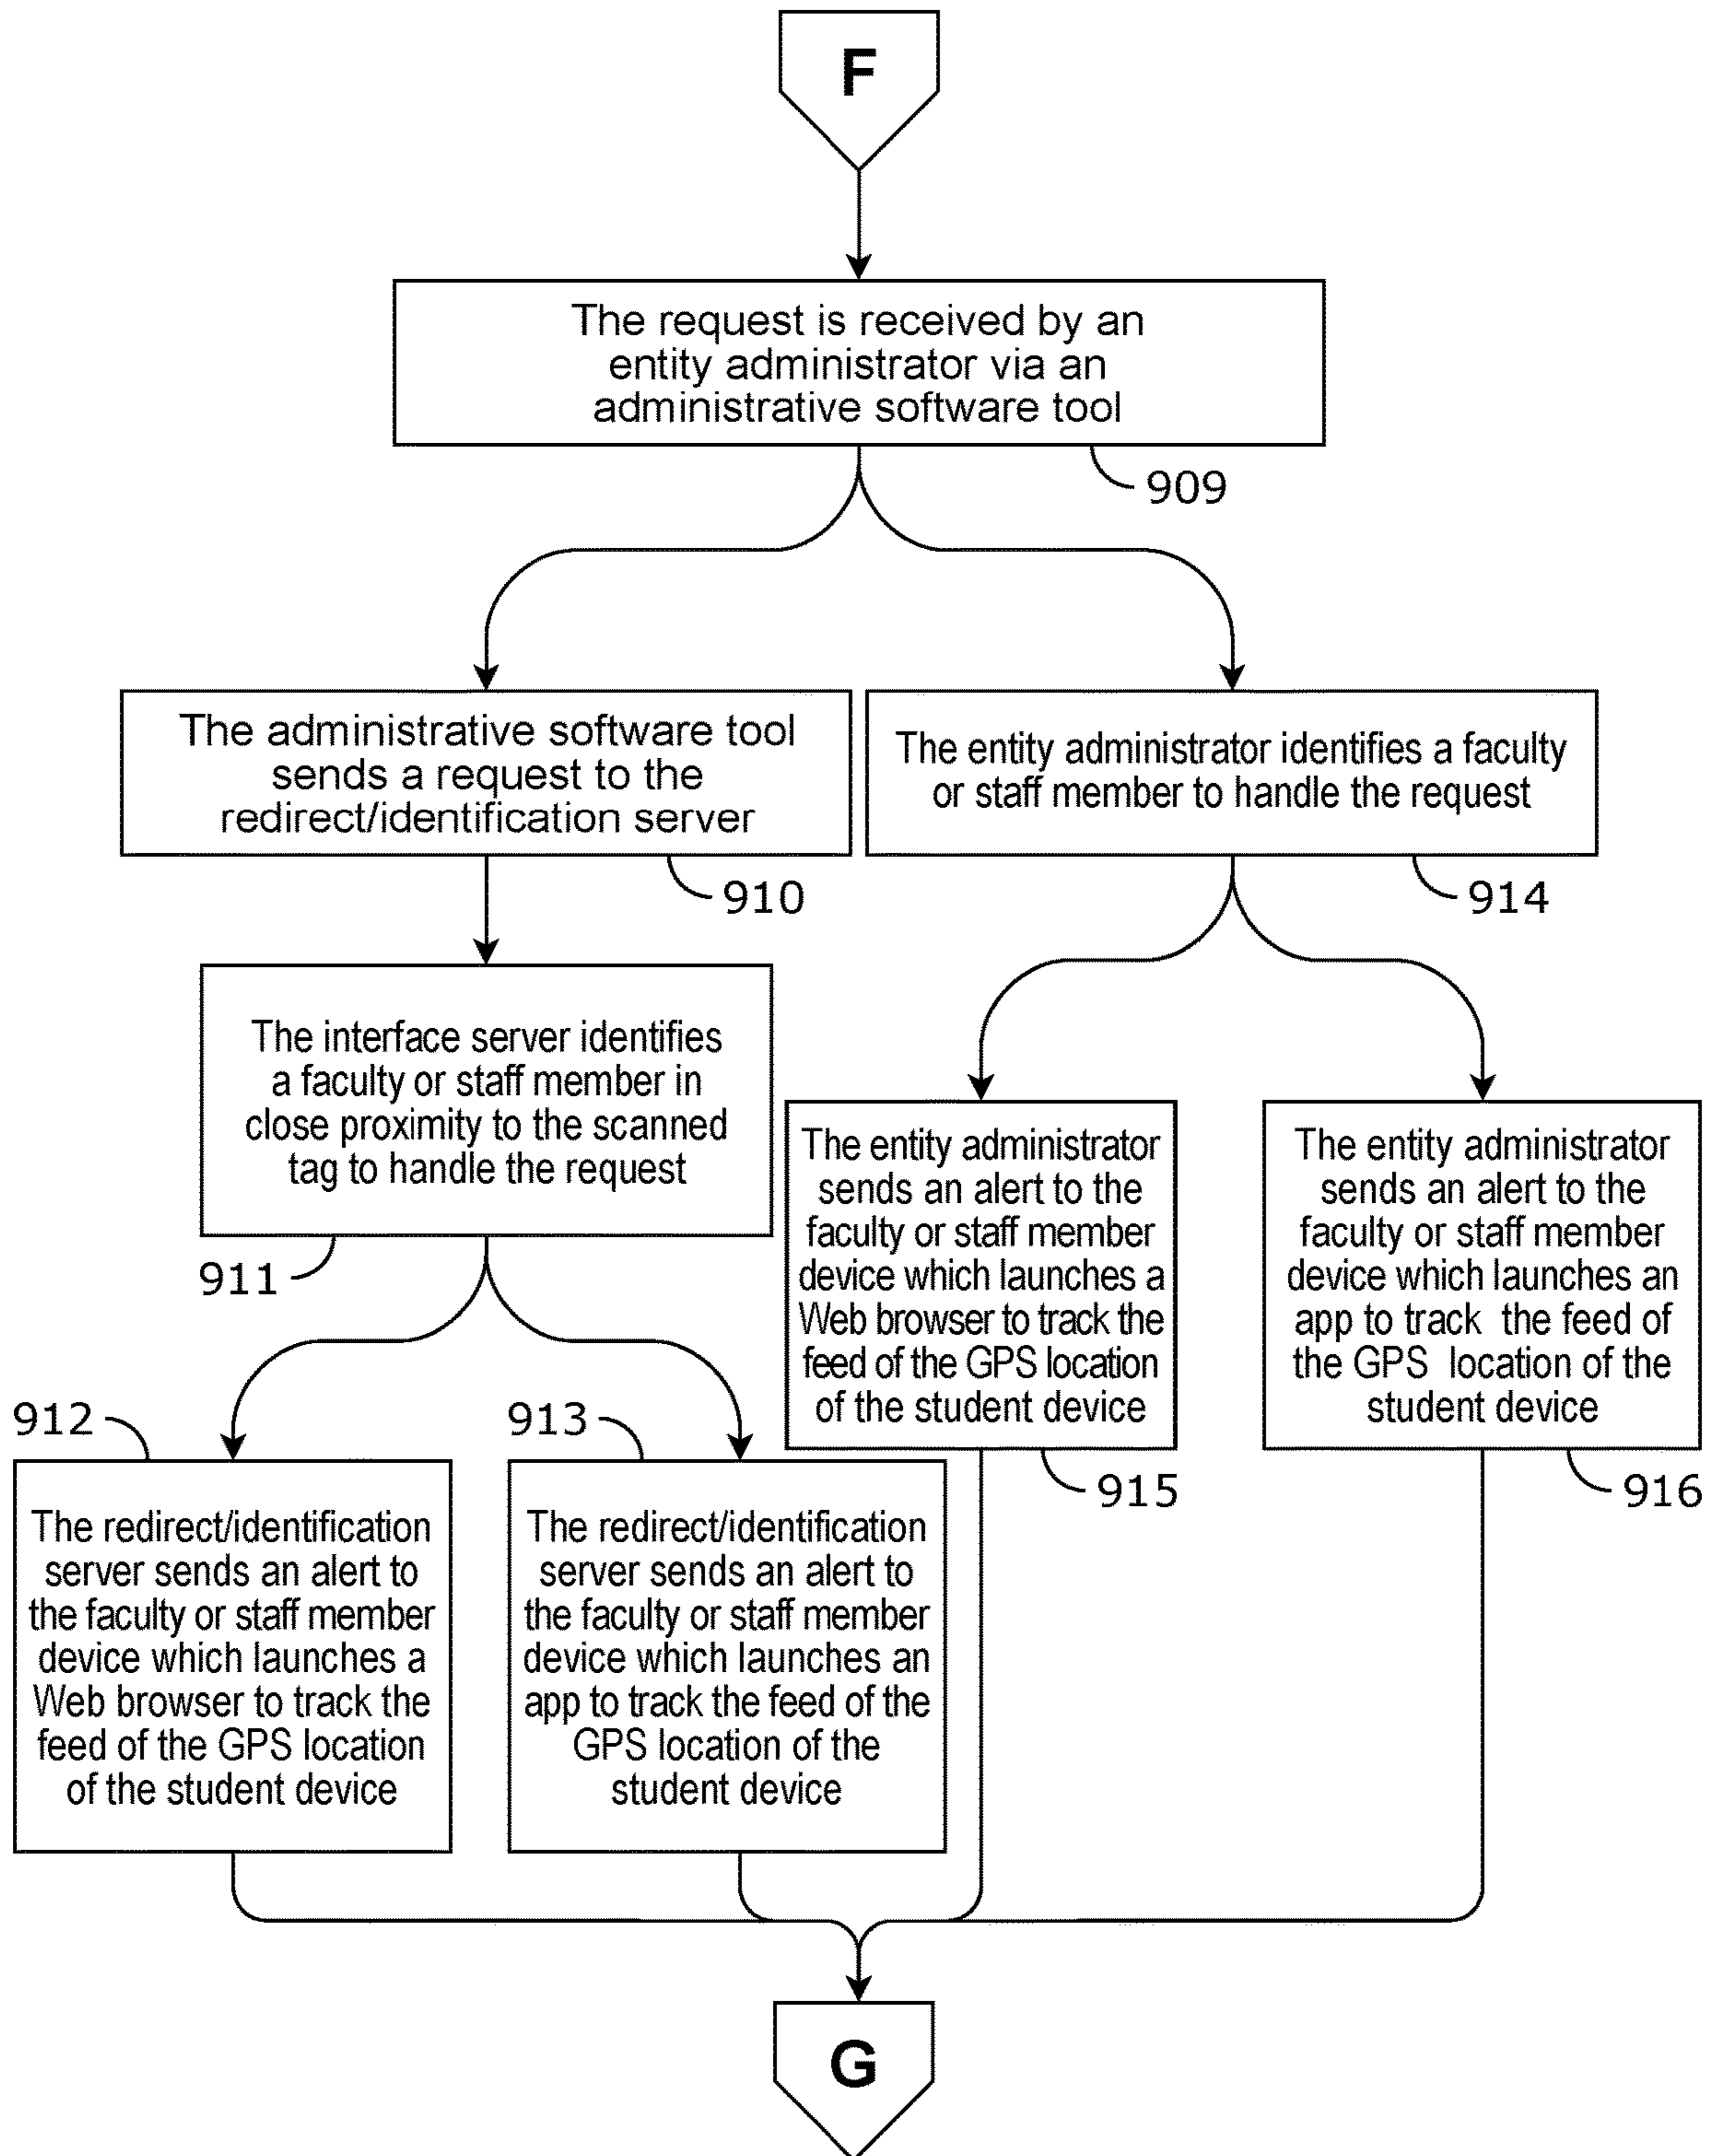 F
The request is received by an
entity administrator via an
administrative software tool
909
The administrative software tool
sends a request to the
redirect/identification server
910
The entity administrator identifies a faculty
or staff member to handle the request
914
The interface server identifies
a faculty or staff member in
close proximity to the scanned
tag to handle the request
911
The entity administrator
sends an alert to the
faculty or staff member
device which launches a
Web browser to track the
feed of the GPS location
of the student device
915
The entity administrator
sends an alert to the
faculty or staff member
device which launches an
app to track the feed of
the GPS location of the
student device
916
912
The redirect/identification
server sends an alert to
the faculty or staff member
device which launches a
Web browser to track the
feed of the GPS location
of the student device
913
The redirect/identification
server sends an alert to
the faculty or staff member
device which launches an
app to track the feed of the
GPS location of the
student device
G